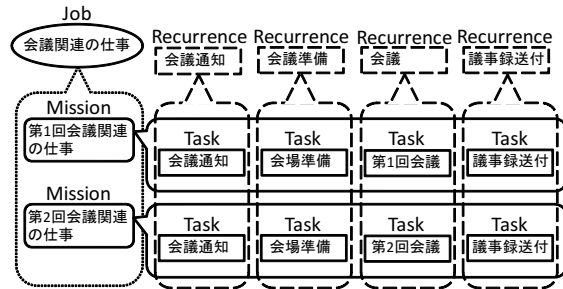 Job
会議関連の仕事
Recurrence
会議通知
Recurrence
会議準備
Recurrence
会議
Recurrence
議事録送付
Mission
第1回会議関連
の仕事
Task
会議通知
Task
会場準備
Task
第1回会議
Task
議事録送付
Mission
第2回会議関連
の仕事
Task
会議通知
Task
会場準備
Task
第2回会議
Task
議事録送付